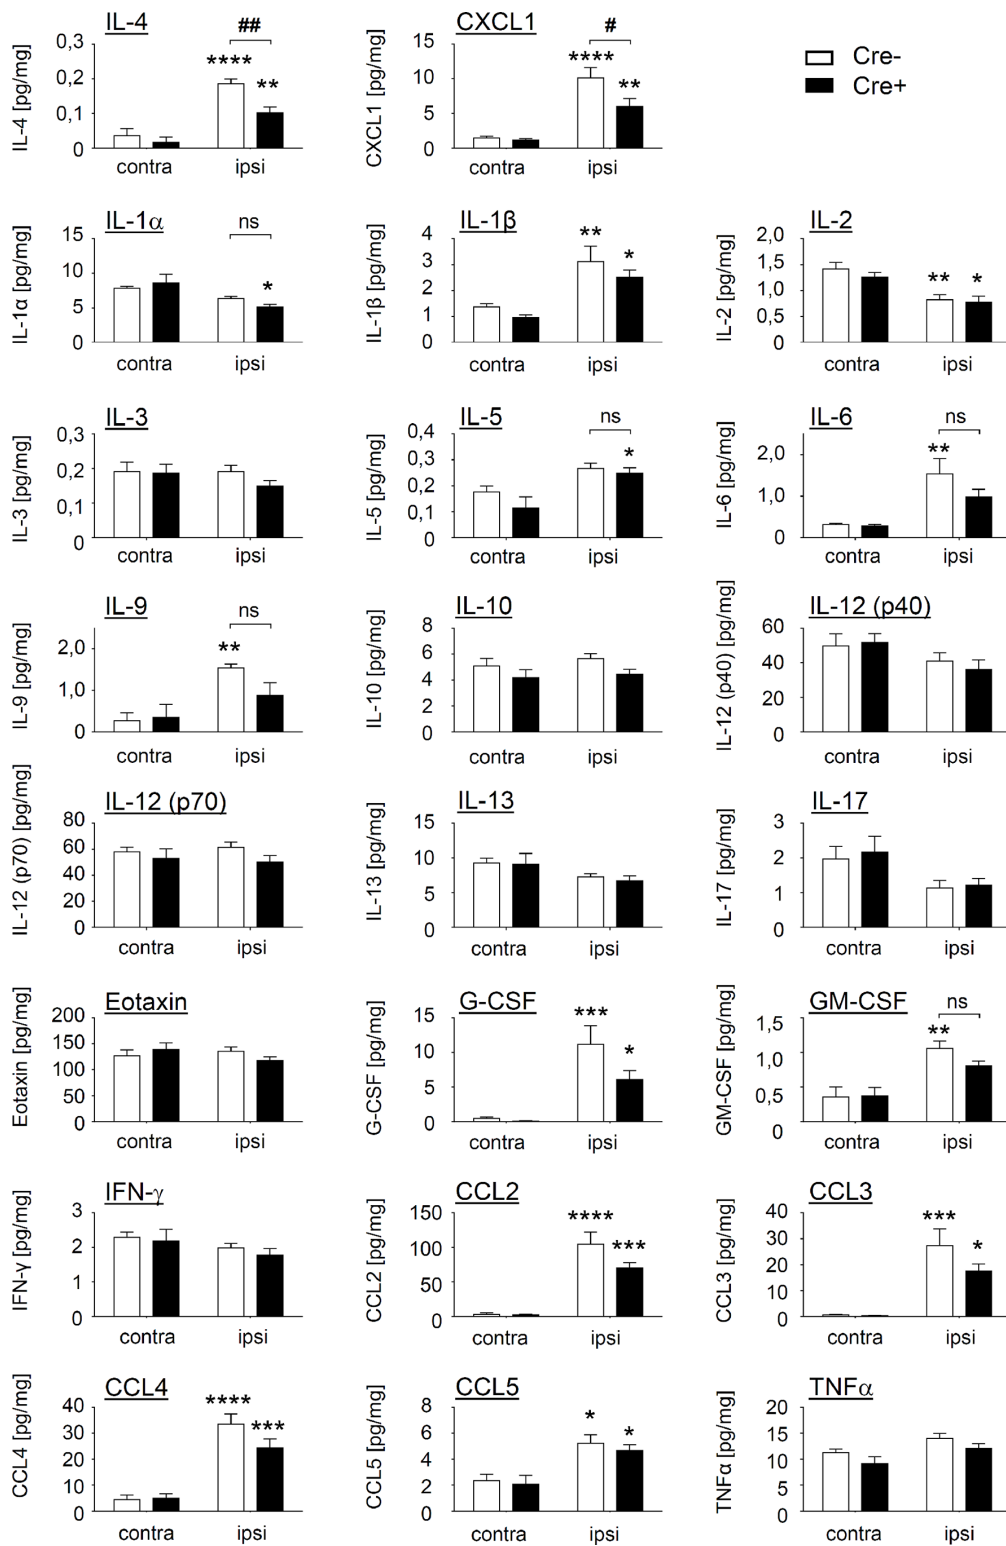 IL-4
##
0,3
****
0,2
**
0,1
0
IL-4 [pg/mg]
contra
ipsi
CXCL1
#
15
****
10
**
5
0
CXCL1 [pg/mg]
contra
ipsi
Cre-
Cre+
IL-1α
ns
15
10
*
5
0
IL-1α [pg/mg]
contra
ipsi
IL-1β
4
**
3
*
2
1
0
IL-1β [pg/mg]
contra
ipsi
IL-2
2,0
1,5
**
*
1,0
0,5
0
IL-2 [pg/mg]
contra
ipsi
IL-3
0,3
0,2
0,1
0
IL-3 [pg/mg]
contra
ipsi
IL-5
ns
0,4
*
0,3
0,2
0,1
0
IL-5 [pg/mg]
contra
ipsi
IL-6
ns
**
2,0
1,0
0
IL-6 [pg/mg]
contra
ipsi
IL-9
ns
**
2,0
1,0
0
IL-9 [pg/mg]
contra
ipsi
IL-10
8
6
4
2
0
IL-10 [pg/mg]
contra
ipsi
IL-12 (p40)
60
40
20
0
IL-12 (p40) [pg/mg]
contra
ipsi
IL-12 (p70)
80
60
40
20
0
IL-12 (p70) [pg/mg]
contra
ipsi
IL-13
15
10
5
0
IL-13 [pg/mg]
contra
ipsi
IL-17
3
2
1
0
IL-17 [pg/mg]
contra
ipsi
Eotaxin
200
150
100
50
0
Eotaxin [pg/mg]
contra
ipsi
G-CSF
***
15
10
*
5
0
G-CSF [pg/mg]
contra
ipsi
GM-CSF
ns
**
1,5
1,0
0,5
0
GM-CSF [pg/mg]
contra
ipsi
IFN-γ
3
2
1
0
IFN-γ [pg/mg]
contra
ipsi
CCL2
****
150
***
100
50
0
CCL2 [pg/mg]
contra
ipsi
CCL3
***
40
*
30
20
10
0
CCL3 [pg/mg]
contra
ipsi
CCL4
****
40
***
30
20
10
0
CCL4 [pg/mg]
contra
ipsi
CCL5
8
*
*
6
4
2
0
CCL5 [pg/mg]
contra
ipsi
TNFα
20
15
10
5
0
TNFα [pg/mg]
contra
ipsi